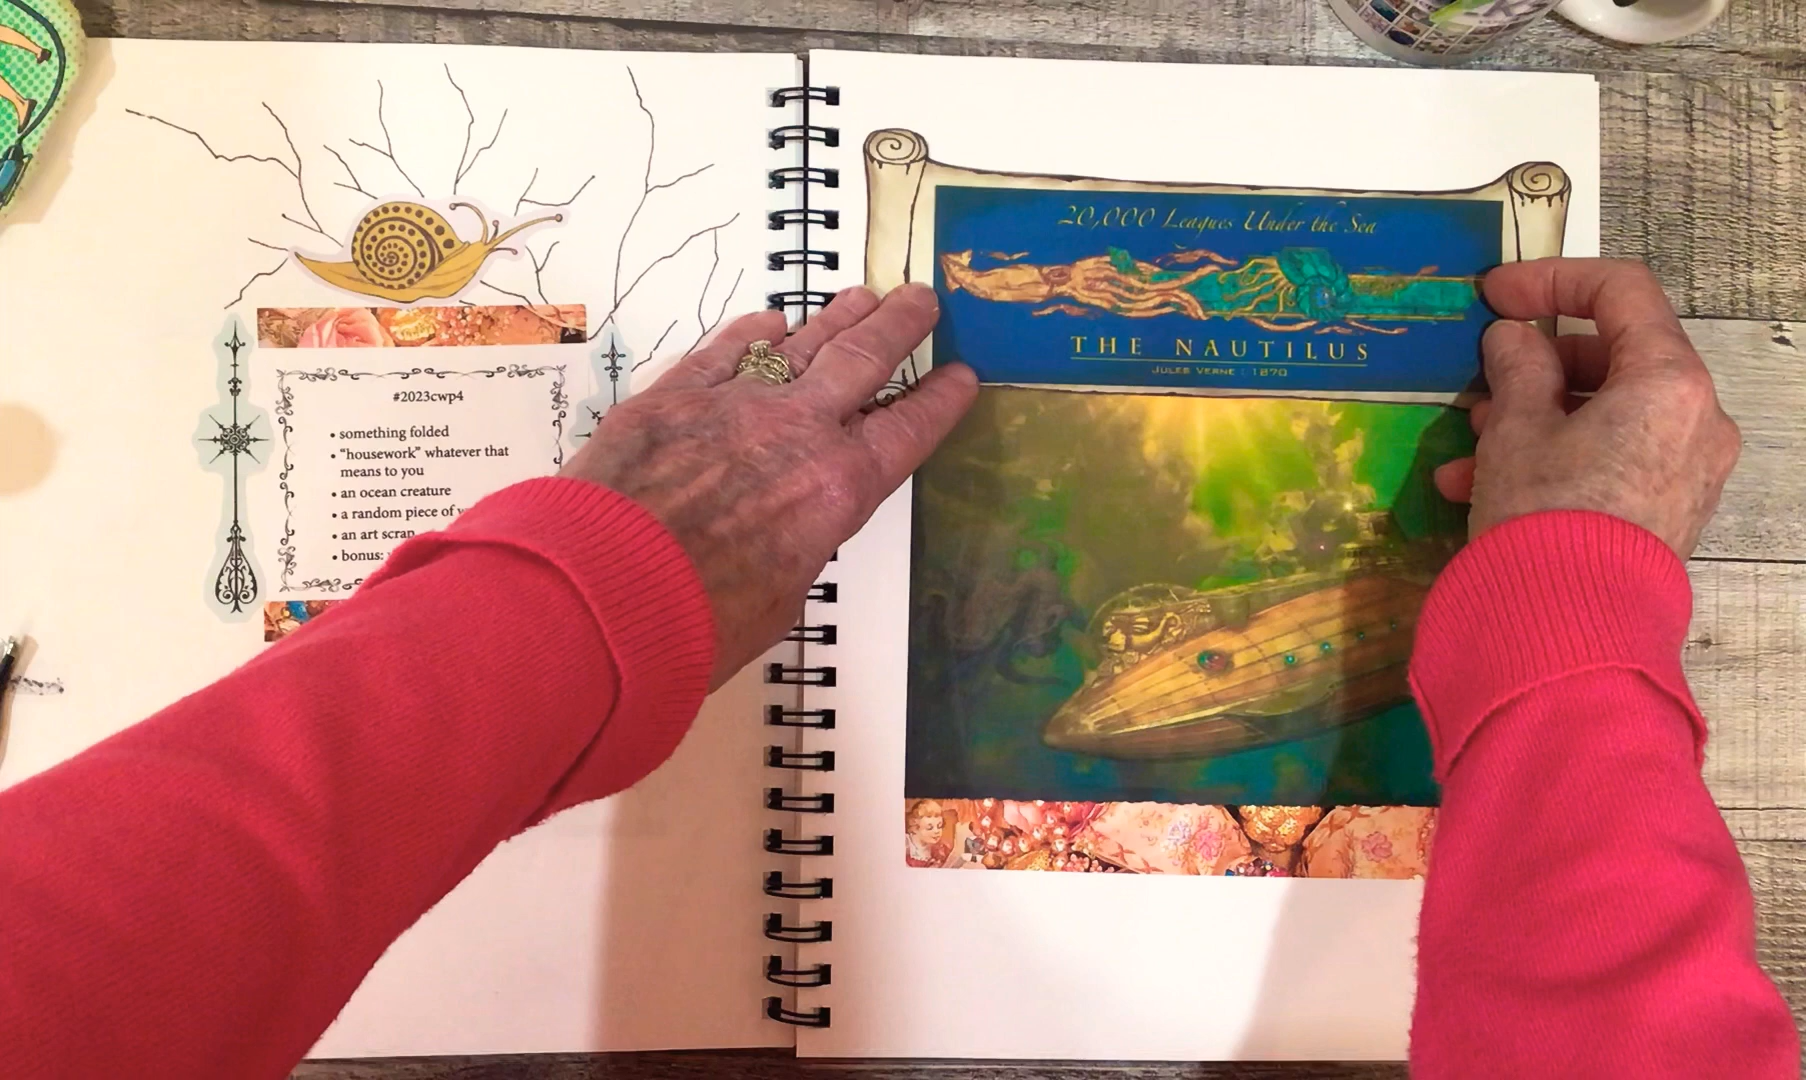 #2023cwp4
• something folded
• “housework” whatever that
means to you
• an ocean creature
• a random piece of
• an art scrap
• bonus:
20,000 Leagues Under the Sea
THE NAUTILUS
JULES VERNE : 1870